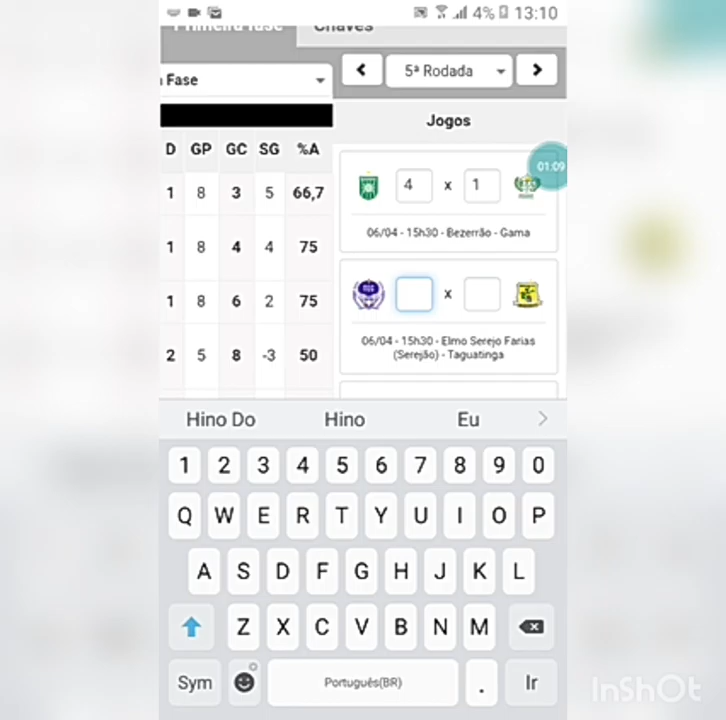 4% 13:10
Primeira fase Chaves
Fase
5ª Rodada
Jogos
D GP GC SG %A
1 8 3 5 66,7
1 8 4 4 75
1 8 6 2 75
2 5 8 -3 50
01:09
4 x 1
06/04 - 15h30 - Bezerrão - Gama
x
06/04 - 15h30 - Elmo Serejo Farias
(Serejão) - Taguatinga
Hino Do Hino Eu
1 2 3 4 5 6 7 8 9 0
Q W E R T Y U I O P
A S D F G H J K L
Z X C V B N M
Sym Português(BR) . Ir
InShOt